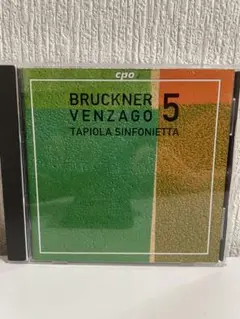 cpo
BRUCKNER 5
VENZAGO
TAPIOLA SINFONIETTA